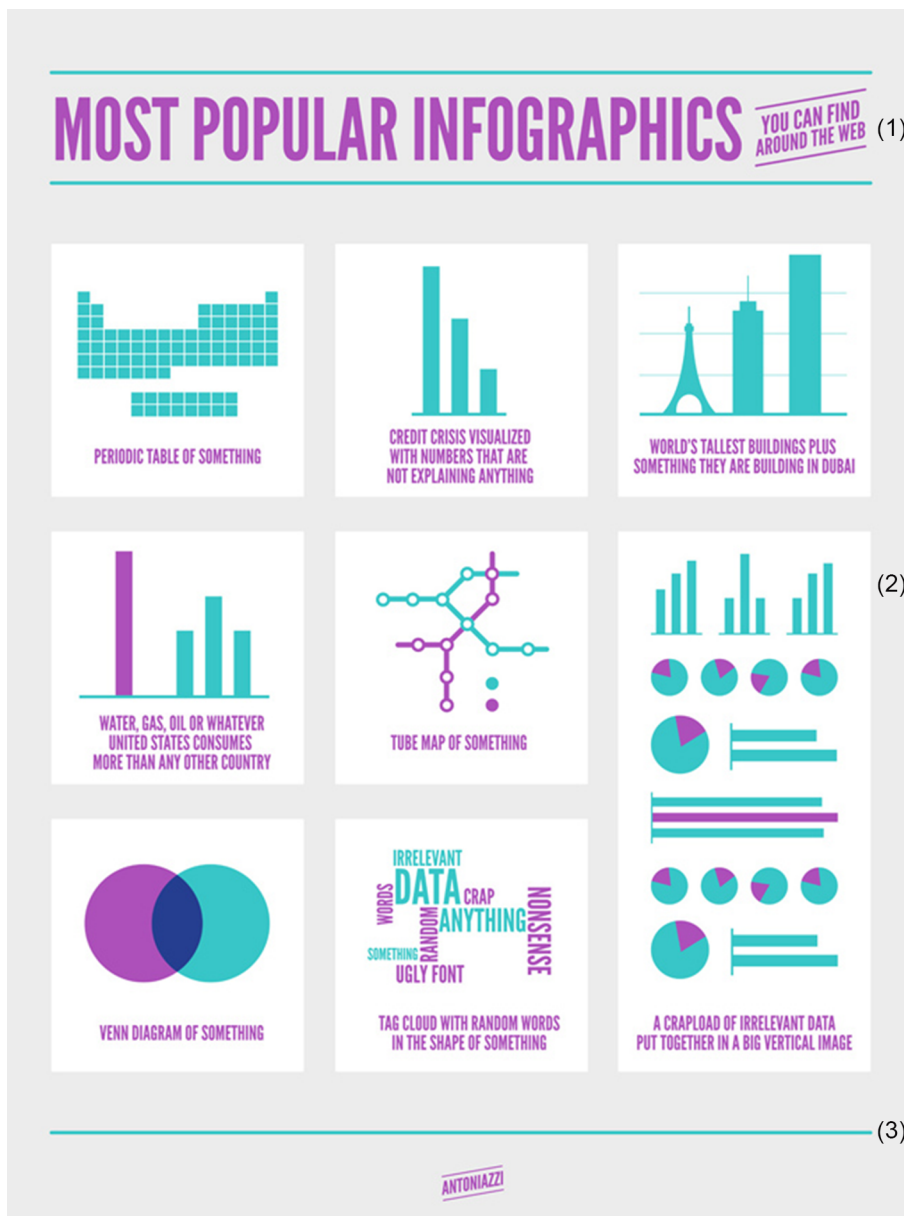 MOST POPULAR INFOGRAPHICS
YOU CAN FIND
AROUND THE WEB
(1)
PERIODIC TABLE OF SOMETHING
CREDIT CRISIS VISUALIZED
WITH NUMBERS THAT ARE
NOT EXPLAINING ANYTHING
WORLD'S TALLEST BUILDINGS PLUS
SOMETHING THEY ARE BUILDING IN DUBAI
(2)
WATER, GAS, OIL OR WHATEVER
UNITED STATES CONSUMES
MORE THAN ANY OTHER COUNTRY
TUBE MAP OF SOMETHING
VENN DIAGRAM OF SOMETHING
IRRELEVANT
DATA
WORDS
CRAP
ANYTHING
NONSENSE
RANDOM
SOMETHING
UGLY FONT
TAG CLOUD WITH RANDOM WORDS
IN THE SHAPE OF SOMETHING
A CRAPLOAD OF IRRELEVANT DATA
PUT TOGETHER IN A BIG VERTICAL IMAGE
(3)
ANTONIAZZI